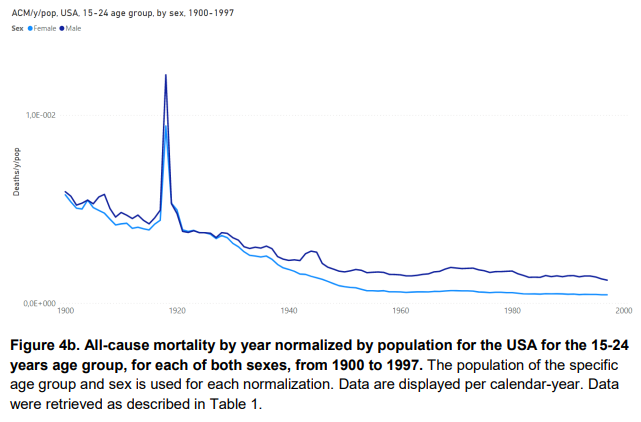 ACM/y/pop, USA, 15-24 age group, by sex, 1900-1997
Sex Female Male
1,0E-002
Deaths/y/pop
0,0E+000
1900 1920 1940 1960 1980 2000
Figure 4b. All-cause mortality by year normalized by population for the USA for the 15-24
years age group, for each of both sexes, from 1900 to 1997. The population of the specific
age group and sex is used for each normalization. Data are displayed per calendar-year. Data
were retrieved as described in Table 1.